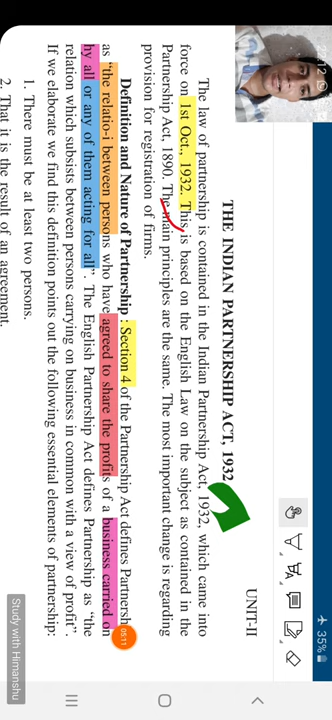 35%
UNIT-II
THE INDIAN PARTNERSHIP ACT, 1932
The law of partnership is contained in the Indian Partnership Act, 1932, which came into
force on 1st Oct., 1932. This is based on the English Law on the subject as contained in the
Partnership Act, 1890. The main principles are the same. The most important change is regarding
provision for registration of firms.
Definition and Nature of Partnership : Section 4 of the Partnership Act defines Partnersh
as "the relatio-i between persons who have agreed to share the profits of a business carried on
by all or any of them acting for all". The English Partnership Act defines Partnership as "the
relation which subsists between persons carrying on business in common with a view of profit".
If we elaborate we find this definition points out the following essential elements of partnership:
1. There must be at least two persons.
2. That it is the result of an agreement.
05:11
Study with Himanshu